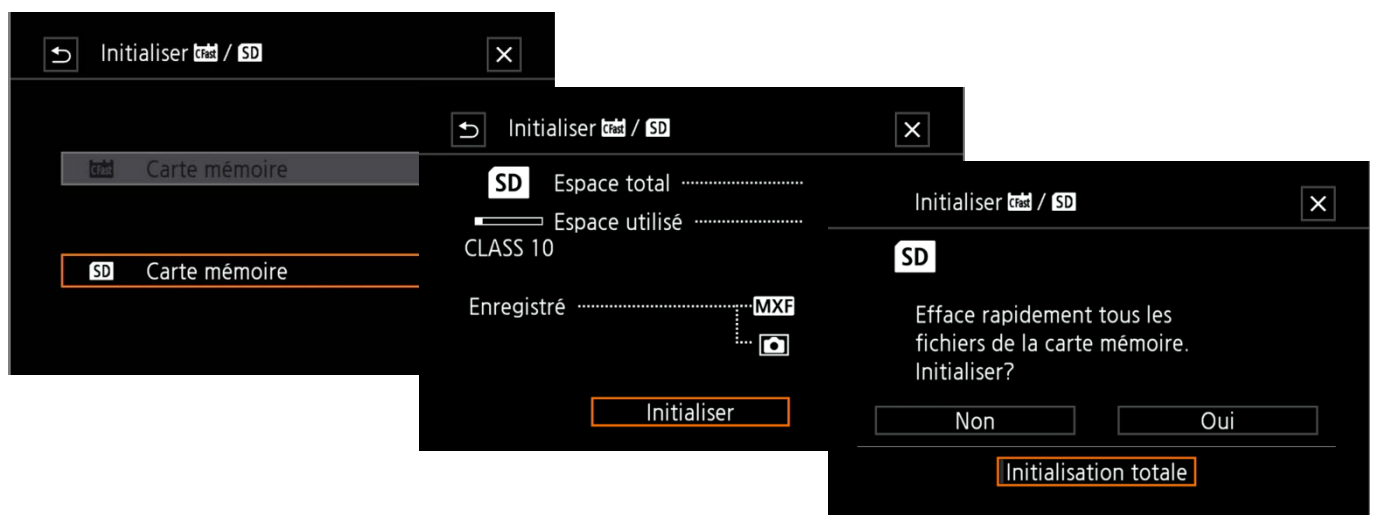 Initialiser CFast / SD
CFast Carte mémoire
SD Carte mémoire
Initialiser CFast / SD
SD Espace total
Espace utilisé
CLASS 10
Enregistré MXF
Initialiser
Initialiser CFast / SD
SD
Efface rapidement tous les
fichiers de la carte mémoire.
Initialiser?
Non Oui
Initialisation totale